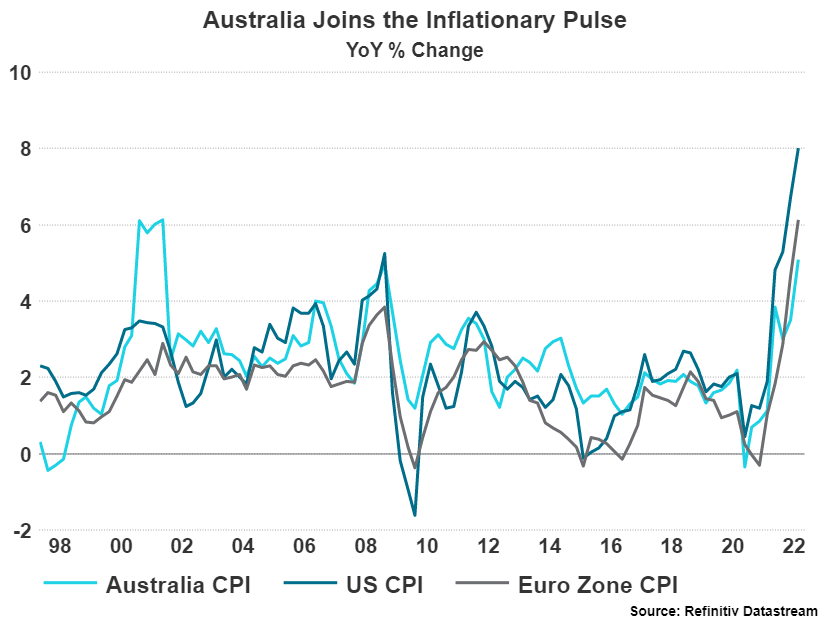 Australia Joins the Inflationary Pulse
YoY % Change
10
8
6
4
2
0
-2
98 00 02 04 06 08 10 12 14 16 18 20 22
Australia CPI US CPI Euro Zone CPI
Source: Refinitiv Datastream